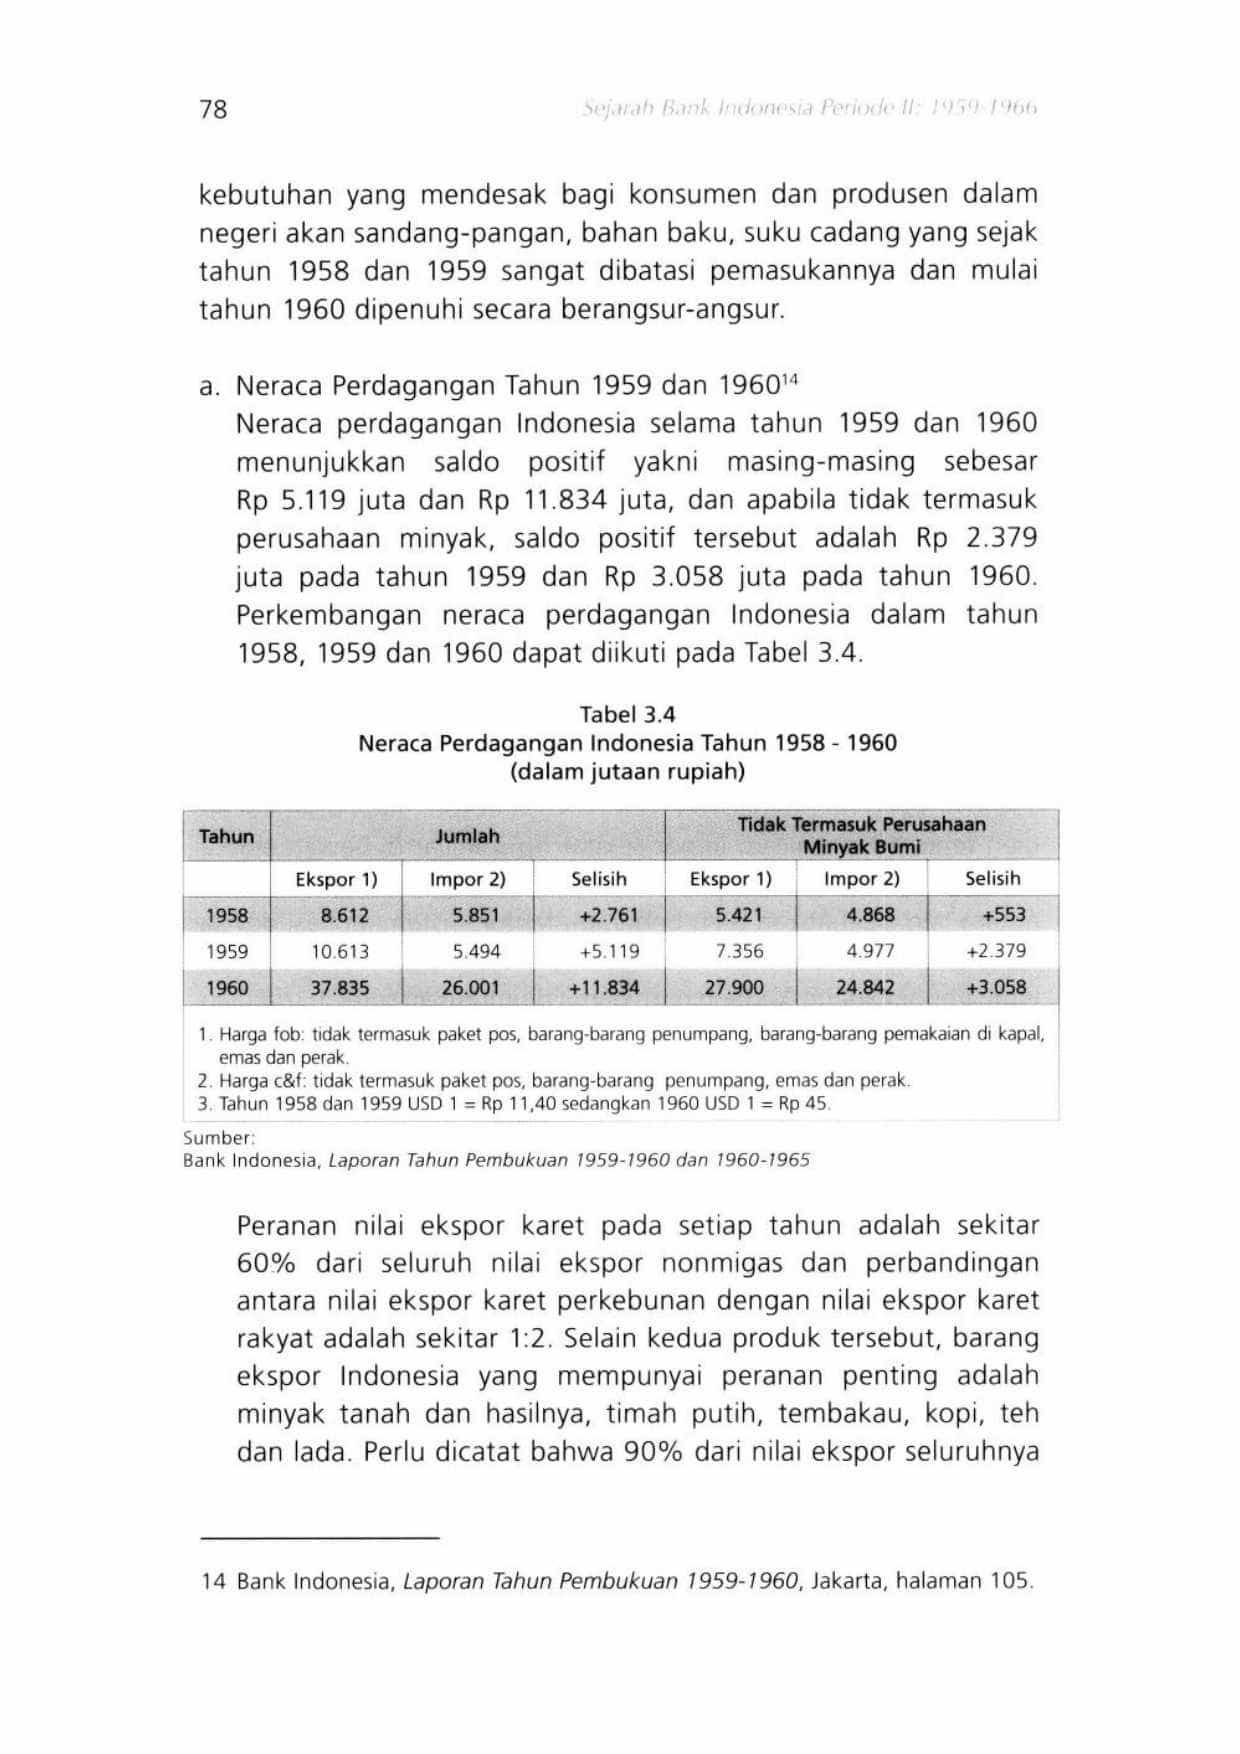 78
Sejarah Bank Indonesia Periode II: 1959-1966
kebutuhan yang mendesak bagi konsumen dan produsen dalam
negeri akan sandang-pangan, bahan baku, suku cadang yang sejak
tahun 1958 dan 1959 sangat dibatasi pemasukannya dan mulai
tahun 1960 dipenuhi secara berangsur-angsur.
a. Neraca Perdagangan Tahun 1959 dan 1960¹⁴
Neraca perdagangan Indonesia selama tahun 1959 dan 1960
menunjukkan saldo positif yakni masing-masing sebesar
Rp 5.119 juta dan Rp 11.834 juta, dan apabila tidak termasuk
perusahaan minyak, saldo positif tersebut adalah Rp 2.379
juta pada tahun 1959 dan Rp 3.058 juta pada tahun 1960.
Perkembangan neraca perdagangan Indonesia dalam tahun
1958, 1959 dan 1960 dapat diikuti pada Tabel 3.4.
Tabel 3.4
Neraca Perdagangan Indonesia Tahun 1958 - 1960
(dalam jutaan rupiah)
Tahun Jumlah Tidak Termasuk Perusahaan
Minyak Bumi
Ekspor 1) Impor 2) Selisih Ekspor 1) Impor 2) Selisih
1958 8.612 5.851 +2.761 5.421 4.868 +553
1959 10.613 5.494 +5.119 7.356 4.977 +2.379
1960 37.835 26.001 +11.834 27.900 24.842 +3.058
1. Harga fob: tidak termasuk paket pos, barang-barang penumpang, barang-barang pemakaian di kapal,
emas dan perak.
2. Harga c&f: tidak termasuk paket pos, barang-barang penumpang, emas dan perak.
3. Tahun 1958 dan 1959 USD 1 = Rp 11,40 sedangkan 1960 USD 1 = Rp 45.
Sumber:
Bank Indonesia, Laporan Tahun Pembukuan 1959-1960 dan 1960-1965
Peranan nilai ekspor karet pada setiap tahun adalah sekitar
60% dari seluruh nilai ekspor nonmigas dan perbandingan
antara nilai ekspor karet perkebunan dengan nilai ekspor karet
rakyat adalah sekitar 1:2. Selain kedua produk tersebut, barang
ekspor Indonesia yang mempunyai peranan penting adalah
minyak tanah dan hasilnya, timah putih, tembakau, kopi, teh
dan lada. Perlu dicatat bahwa 90% dari nilai ekspor seluruhnya
14 Bank Indonesia, Laporan Tahun Pembukuan 1959-1960, Jakarta, halaman 105.